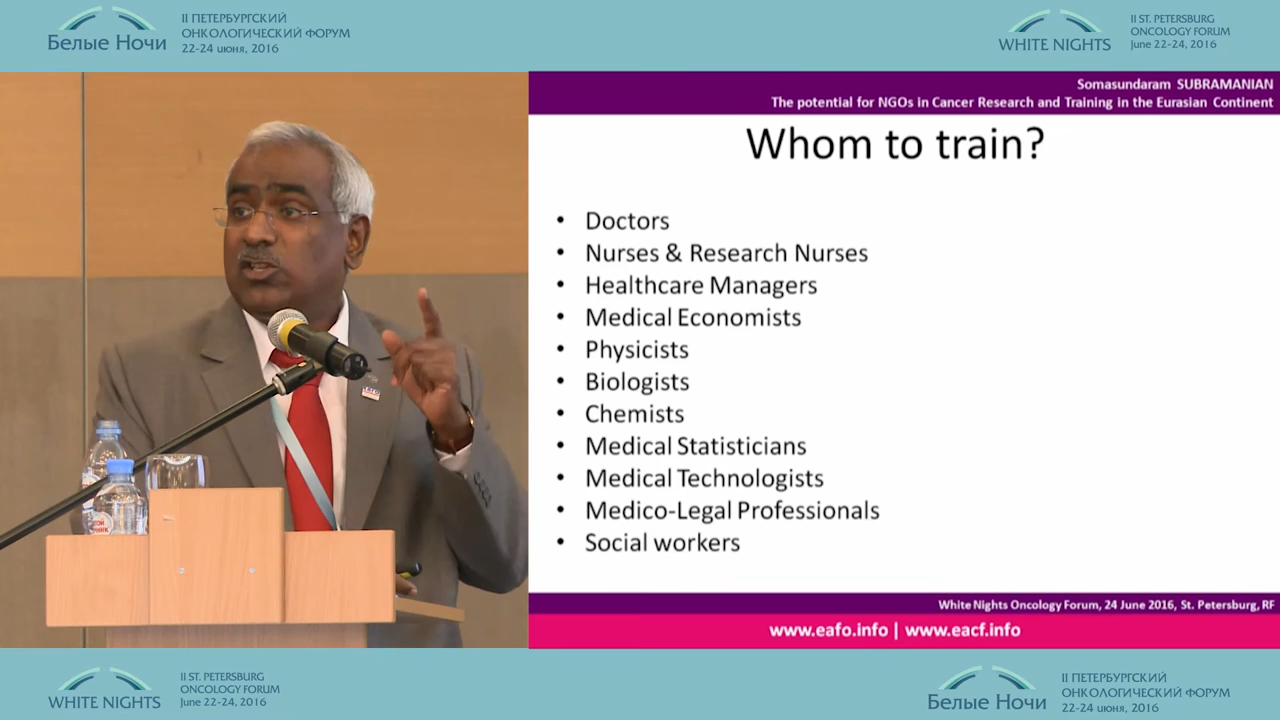 Белые Ночи
II ПЕТЕРБУРГСКИЙ
ОНКОЛОГИЧЕСКИЙ ФОРУМ
22-24 июня, 2016
WHITE NIGHTS
II ST. PETERSBURG
ONCOLOGY FORUM
June 22-24, 2016
Somasundaram SUBRAMANIAN
The potential for NGOs in Cancer Research and Training in the Eurasian Continent
Whom to train?
• Doctors
• Nurses & Research Nurses
• Healthcare Managers
• Medical Economists
• Physicists
• Biologists
• Chemists
• Medical Statisticians
• Medical Technologists
• Medico-Legal Professionals
• Social workers
White Nights Oncology Forum, 24 June 2016, St. Petersburg, RF
www.eafo.info | www.eacf.info
WHITE NIGHTS
II ST. PETERSBURG
ONCOLOGY FORUM
June 22-24, 2016
Белые Ночи
II ПЕТЕРБУРГСКИЙ
ОНКОЛОГИЧЕСКИЙ ФОРУМ
22-24 июня, 2016